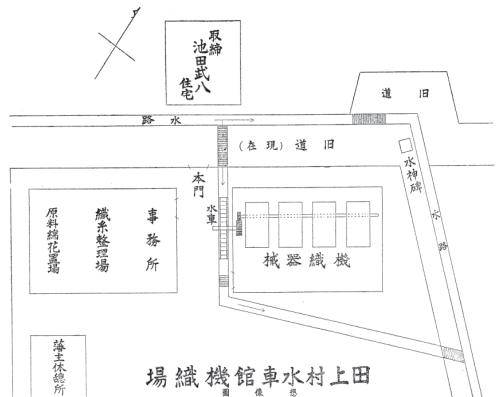 取締
池田武八
住宅
道旧
路水
(在現) 道旧
水神碑
水路
本門
水車
事務所
織糸整理場
原料綿花置場
械器織機
藩主休憩所
場織機館車水村上田
図像想